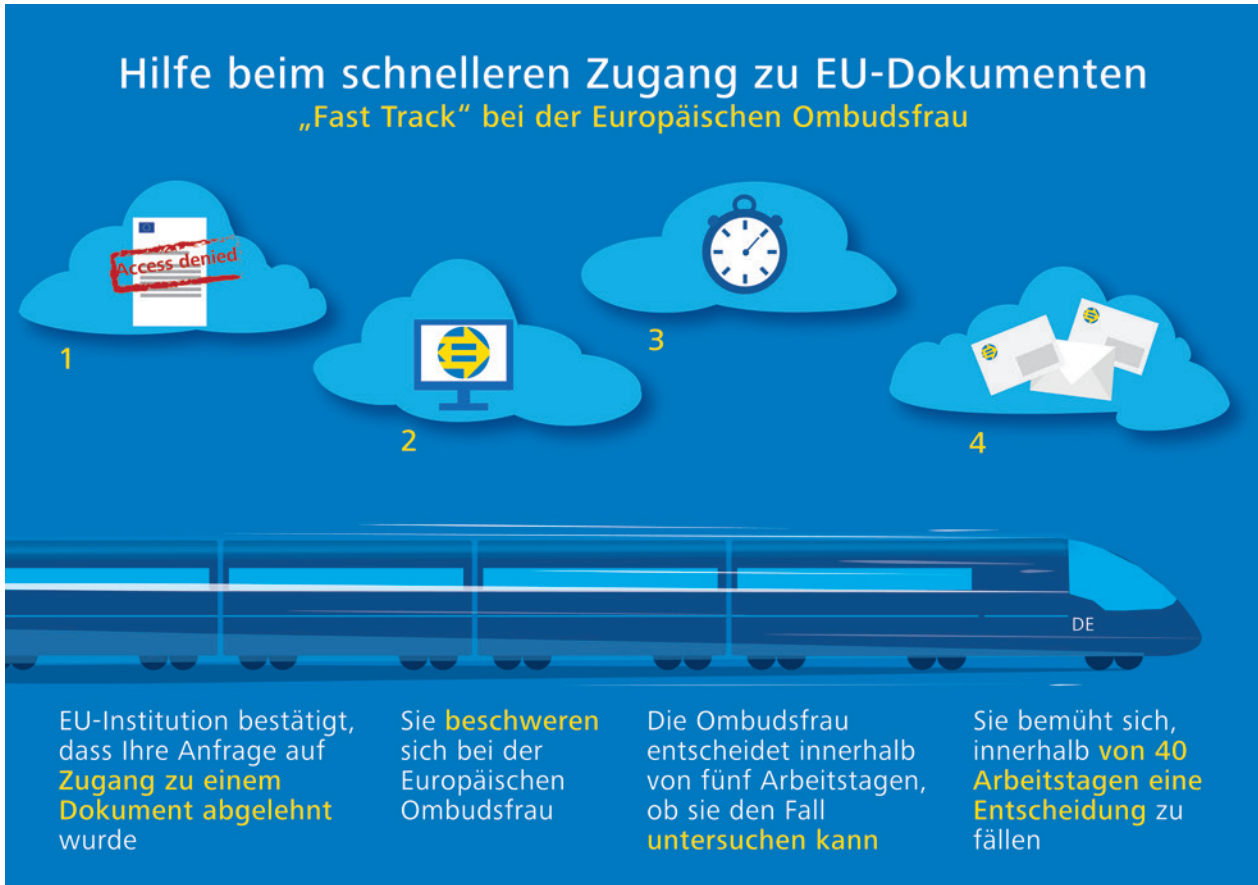 Hilfe beim schnelleren Zugang zu EU-Dokumenten
„Fast Track“ bei der Europäischen Ombudsfrau
Access denied
1
2
3
4
DE
EU-Institution bestätigt,
dass Ihre Anfrage auf
Zugang zu einem
Dokument abgelehnt
wurde
Sie beschweren
sich bei der
Europäischen
Ombudsfrau
Die Ombudsfrau
entscheidet innerhalb
von fünf Arbeitstagen,
ob sie den Fall
untersuchen kann
Sie bemüht sich,
innerhalb von 40
Arbeitstagen eine
Entscheidung zu
fällen